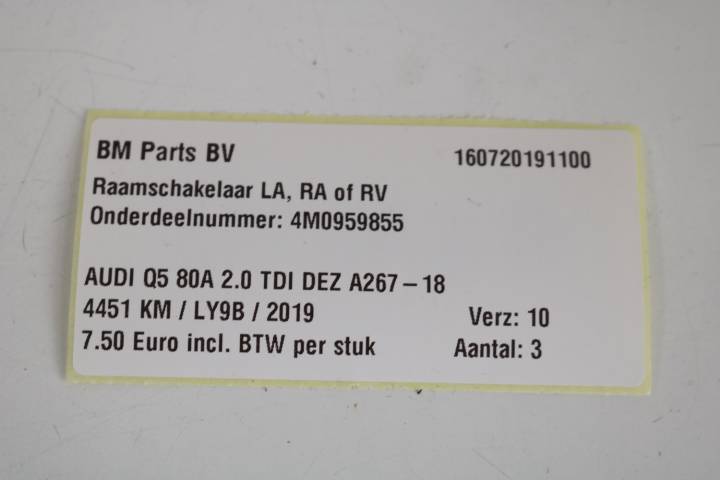 BM Parts BV 160720191100
Raamschakelaar LA, RA of RV
Onderdeelnummer: 4M0959855
AUDI Q5 80A 2.0 TDI DEZ A267-18
4451 KM / LY9B / 2019 Verz: 10
7.50 Euro incl. BTW per stuk Aantal: 3